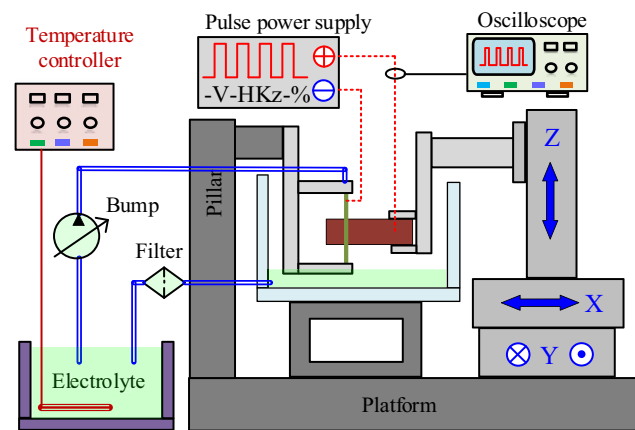 Temperature
controller
Pulse power supply
-V-HKz-%
Oscilloscope
Pillar
Z
Bump
Filter
X
Y
Electrolyte
Platform